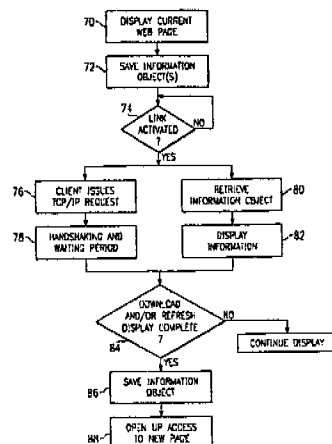 70
DISPLAY CURRENT
WEB PAGE
72
SAVE INFORMATION
OBJECT(S)
74
LINK
ACTIVATED
?
NO
YES
76
CLIENT ISSUES
TCP/IP REQUEST
RETRIEVE
INFORMATION OBJECT
80
78
HANDSHAKING AND
WAITING PERIOD
DISPLAY
INFORMATION
82
DOWNLOAD
AND/OR REFRESH
DISPLAY COMPLETE
?
NO
84
YES
CONTINUE DISPLAY
86
SAVE INFORMATION
OBJECT
88
OPEN UP ACCESS
TO NEW PAGE